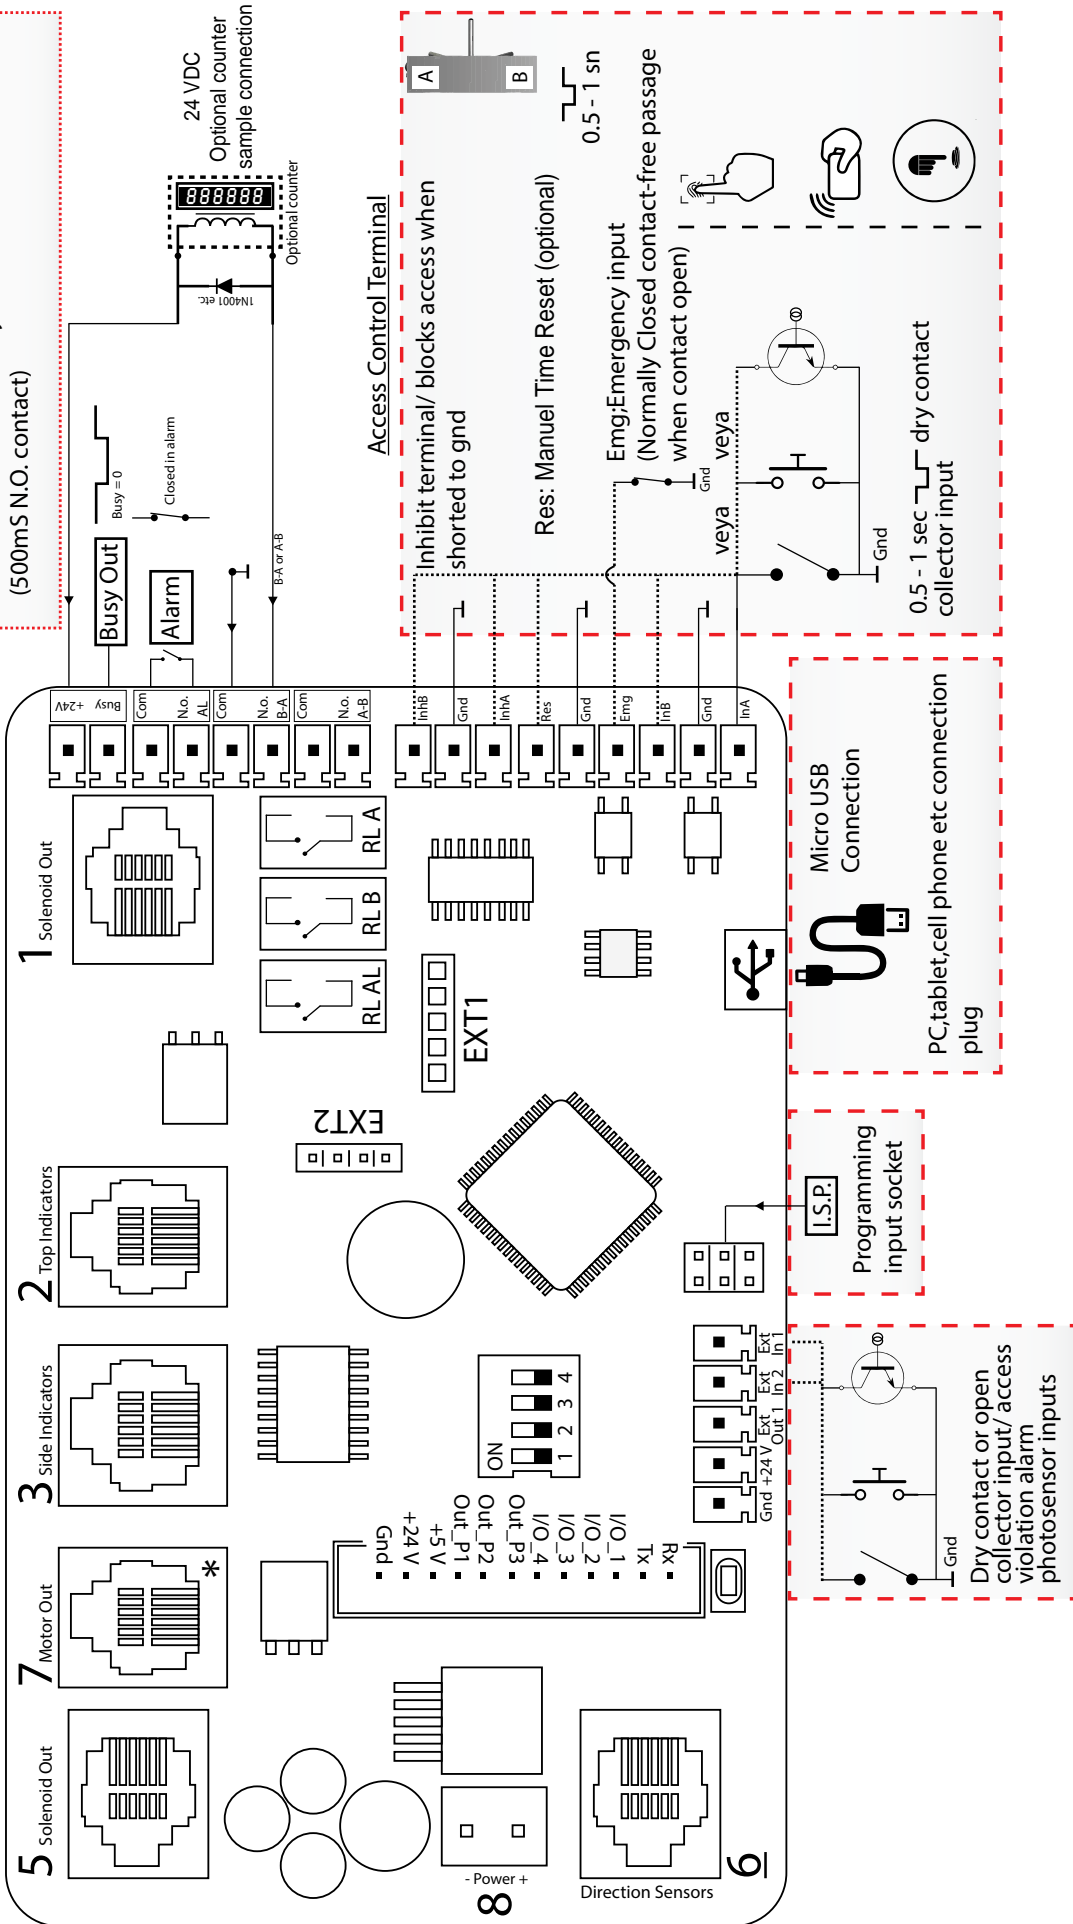 (500mS N.O. contact)
24 VDC
Optional counter
sample connection
888888
Optional counter
1N4001 etc.
Busy = 0
Closed in alarm
B-A or A-B
Busy Out
Alarm
+24V
Busy
Com
N.o.
AL
Com
N.o.
B-A
Com
N.o.
A-B
Access Control Terminal
A
B
Inhibit terminal/ blocks access when
shorted to gnd
0.5 - 1 sn
Res: Manuel Time Reset (optional)
Emg;Emergency input
(Normally Closed contact-free passage
when contact open)
Gnd
veya
veya
Gnd
0.5 - 1 sec dry contact
collector input
InhB
Gnd
InhA
Res
Gnd
Emg
InB
Gnd
InA
1 Solenoid Out
RL A
RL B
RL AL
EXT1
EXT2
Micro USB
Connection
PC,tablet,cell phone etc connection
plug
I.S.P.
Programming
input socket
2 Top Indicators
3 Side Indicators
7 Motor Out
*
5 Solenoid Out
ON
1 2 3 4
Gnd
+24 V
+5 V
Out_P1
Out_P2
Out_P3
I/O_4
I/O_3
I/O_2
I/O_1
Tx
Rx
Gnd
+24 V
Ext
Out 1
Ext
In 2
Ext
In 1
Gnd
Dry contact or open
collector input/ access
violation alarm
photosensor inputs
- Power +
8
Direction Sensors
6